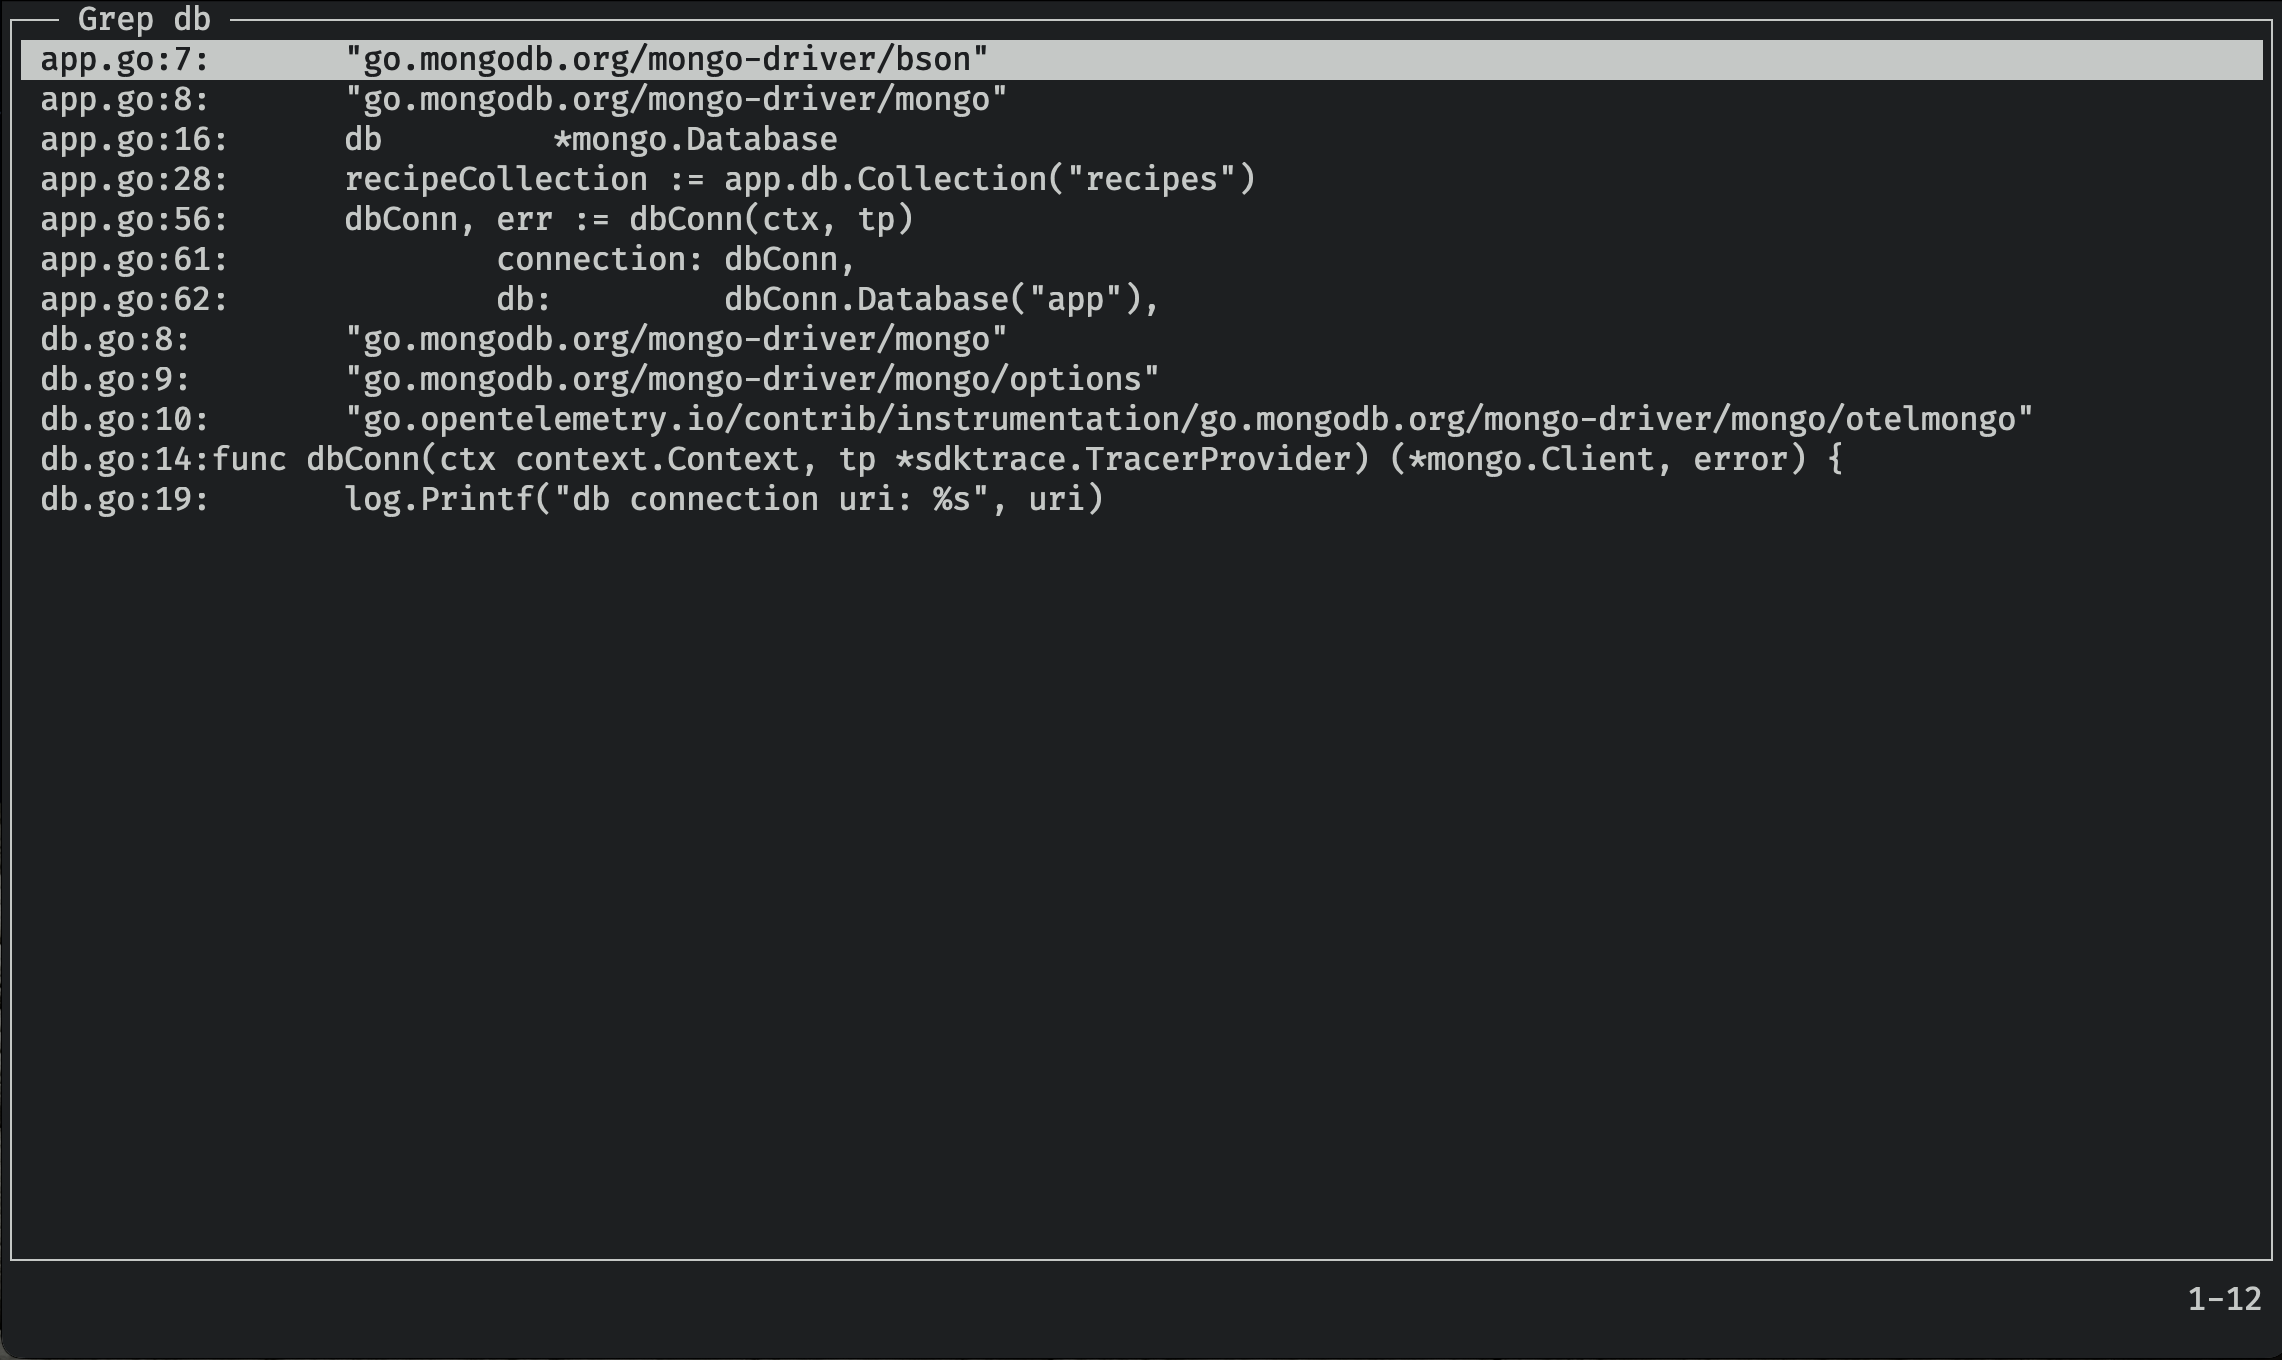 Grep db
app.go:7:       "go.mongodb.org/mongo-driver/bson"
app.go:8:       "go.mongodb.org/mongo-driver/mongo"
app.go:16:      db         *mongo.Database
app.go:28:      recipeCollection := app.db.Collection("recipes")
app.go:56:      dbConn, err := dbConn(ctx, tp)
app.go:61:              connection: dbConn,
app.go:62:              db:         dbConn.Database("app"),
db.go:8:        "go.mongodb.org/mongo-driver/mongo"
db.go:9:        "go.mongodb.org/mongo-driver/mongo/options"
db.go:10:       "go.opentelemetry.io/contrib/instrumentation/go.mongodb.org/mongo-driver/mongo/otelmongo"
db.go:14:func dbConn(ctx context.Context, tp *sdktrace.TracerProvider) (*mongo.Client, error) {
db.go:19:       log.Printf("db connection uri: %s", uri)
1-12